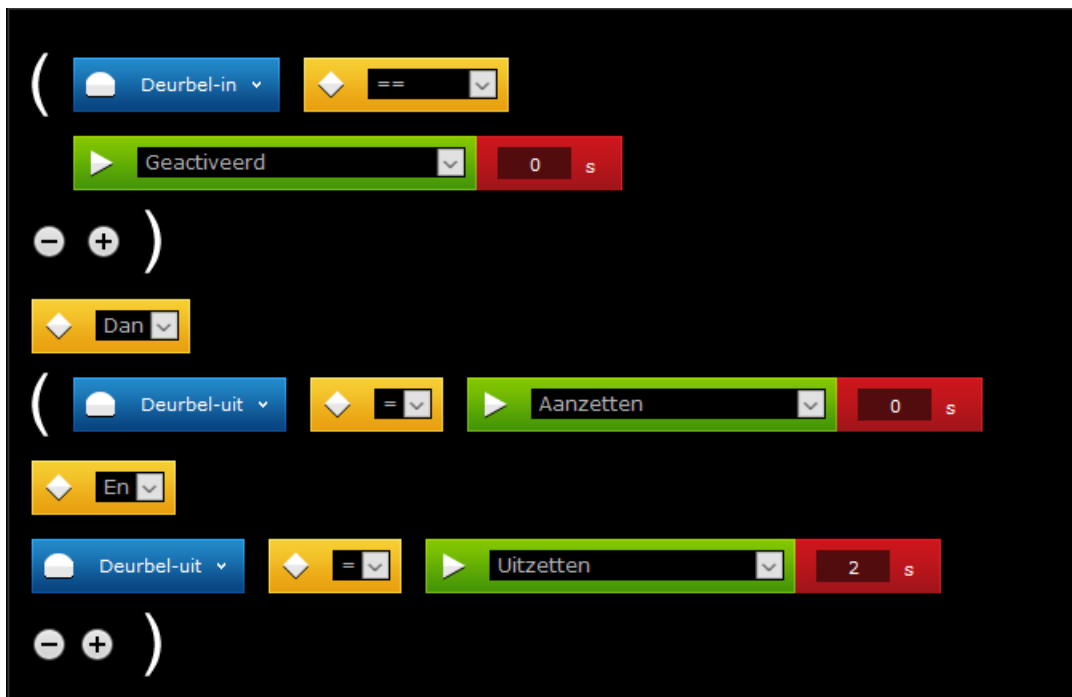 ( Deurbel-in ==
Geactiveerd 0 s
− + )
Dan
( Deurbel-uit = Aanzetten 0 s
En
Deurbel-uit = Uitzetten 2 s
− + )